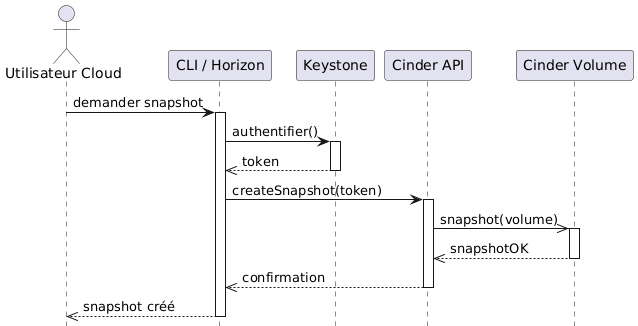 Utilisateur Cloud
CLI / Horizon
Keystone
Cinder API
Cinder Volume
demander snapshot
authentifier()
token
createSnapshot(token)
snapshot(volume)
snapshotOK
confirmation
snapshot créé